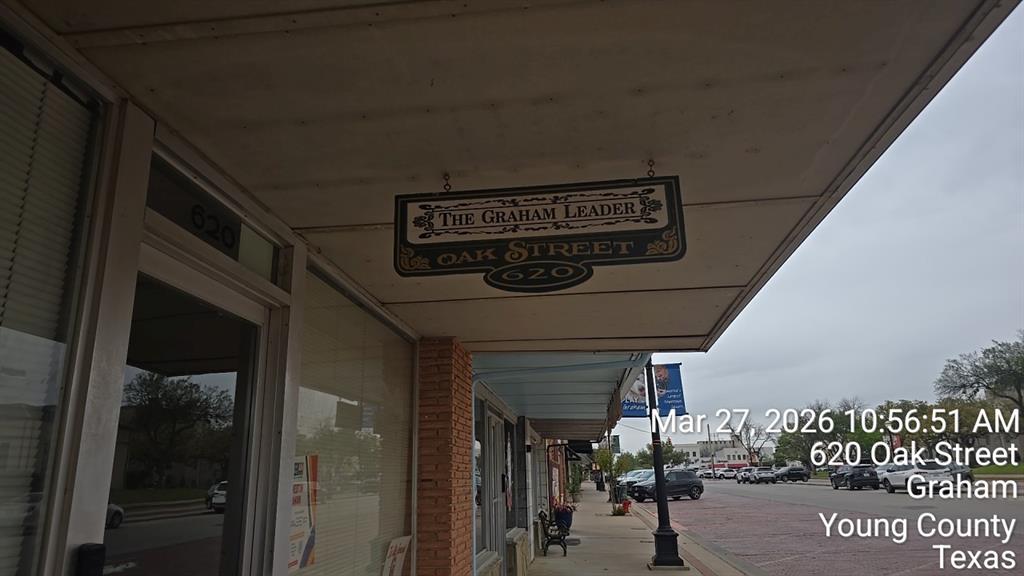 620
THE GRAHAM LEADER
OAK STREET
620
Mar 27, 2026 10:56:51 AM
620 Oak Street
Graham
Young County
Texas